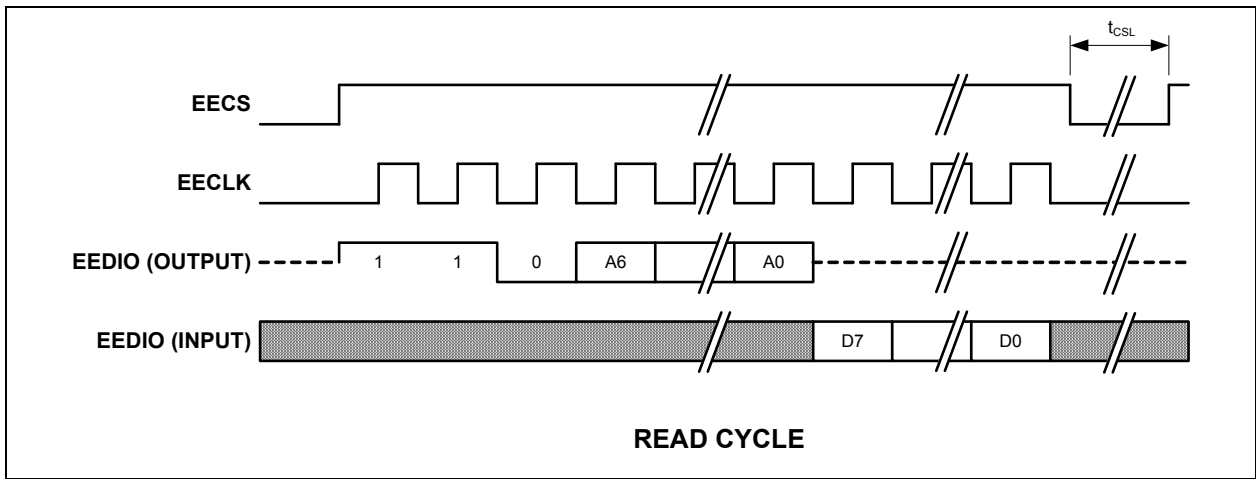 tCSL
EECS
EECLK
EEDIO (OUTPUT) 1 1 0 A6 A0
EEDIO (INPUT) D7 D0
READ CYCLE